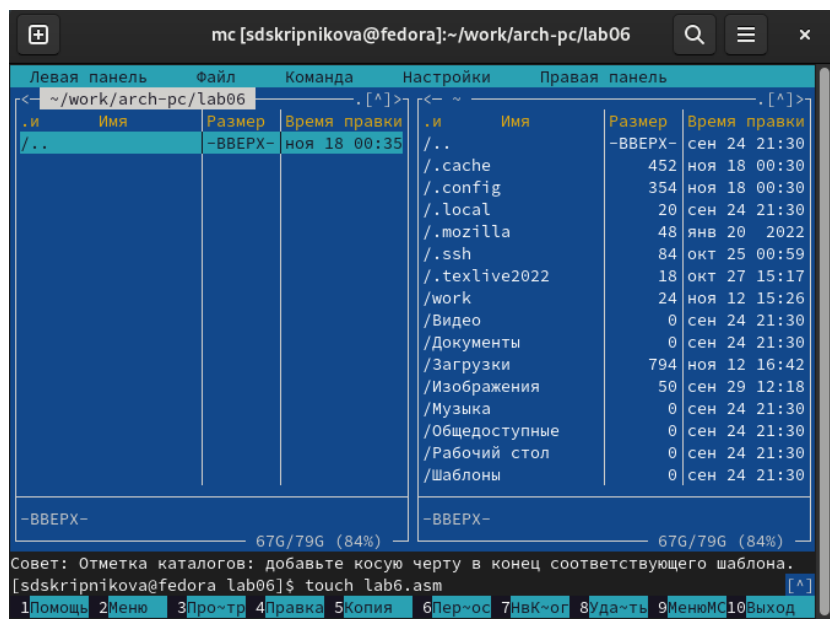 mc [sdskripnikova@fedora]:~/work/arch-pc/lab06
Левая панель Файл Команда Настройки Правая панель
<— ~/work/arch-pc/lab06 .[^]> <— ~ .[^]>
.и Имя Размер Время правки .и Имя Размер Время правки
/.. -ВВЕРХ- ноя 18 00:35 /.. -ВВЕРХ- сен 24 21:30
/.cache 452 ноя 18 00:30
/.config 354 ноя 18 00:30
/.local 20 сен 24 21:30
/.mozilla 48 янв 20 2022
/.ssh 84 окт 25 00:59
/.texlive2022 18 окт 27 15:17
/work 24 ноя 12 15:26
/Видео 0 сен 24 21:30
/Документы 0 сен 24 21:30
/Загрузки 794 ноя 12 16:42
/Изображения 50 сен 29 12:18
/Музыка 0 сен 24 21:30
/Общедоступные 0 сен 24 21:30
/Рабочий стол 0 сен 24 21:30
/Шаблоны 0 сен 24 21:30
-ВВЕРХ- -ВВЕРХ-
67G/79G (84%) 67G/79G (84%)
Совет: Отметка каталогов: добавьте косую черту в конец соответствующего шаблона.
[sdskripnikova@fedora lab06]$ touch lab6.asm [^]
1Помощь 2Меню 3Про~тр 4Правка 5Копия 6Пер~ос 7НвК~ог 8Уда~ть 9МенюМС 10Выход